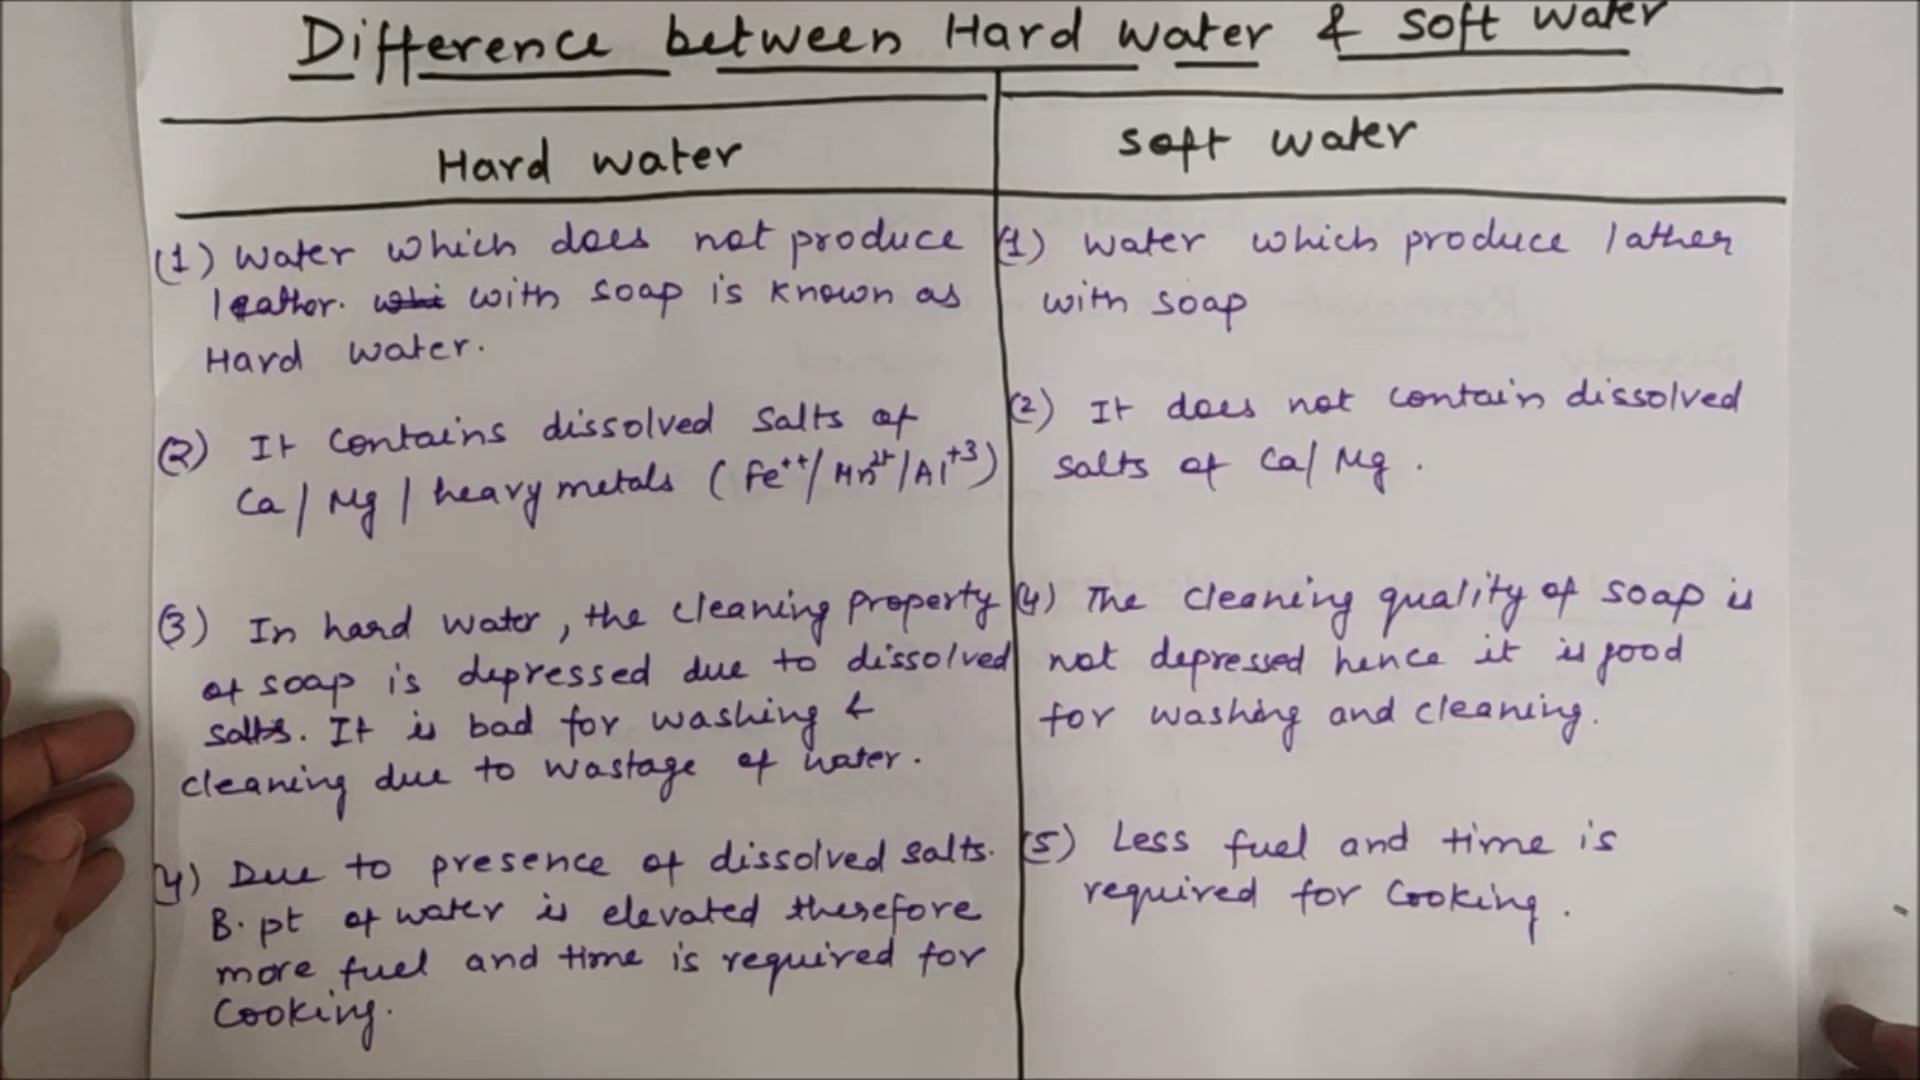 Difference between Hard water & soft water
Hard water
(1) Water which does not produce
leather. whi with soap is known as
Hard water.
(2) It contains dissolved salts of
Ca / Mg / heavy metals (Fe++/Mn2+/Al+3)
(3) In hard water, the cleaning property
of soap is depressed due to dissolved
salts. It is bad for washing &
cleaning due to wastage of water.
4) Due to presence of dissolved salts.
B. pt of water is elevated therefore
more fuel and time is required for
Cooking.
soft water
(1) water which produce lather
with soap
(2) It does not contain dissolved
salts of Ca/ Mg.
(4) The cleaning quality of soap is
not depressed hence it is good
for washing and cleaning.
(5) Less fuel and time is
required for Cooking.